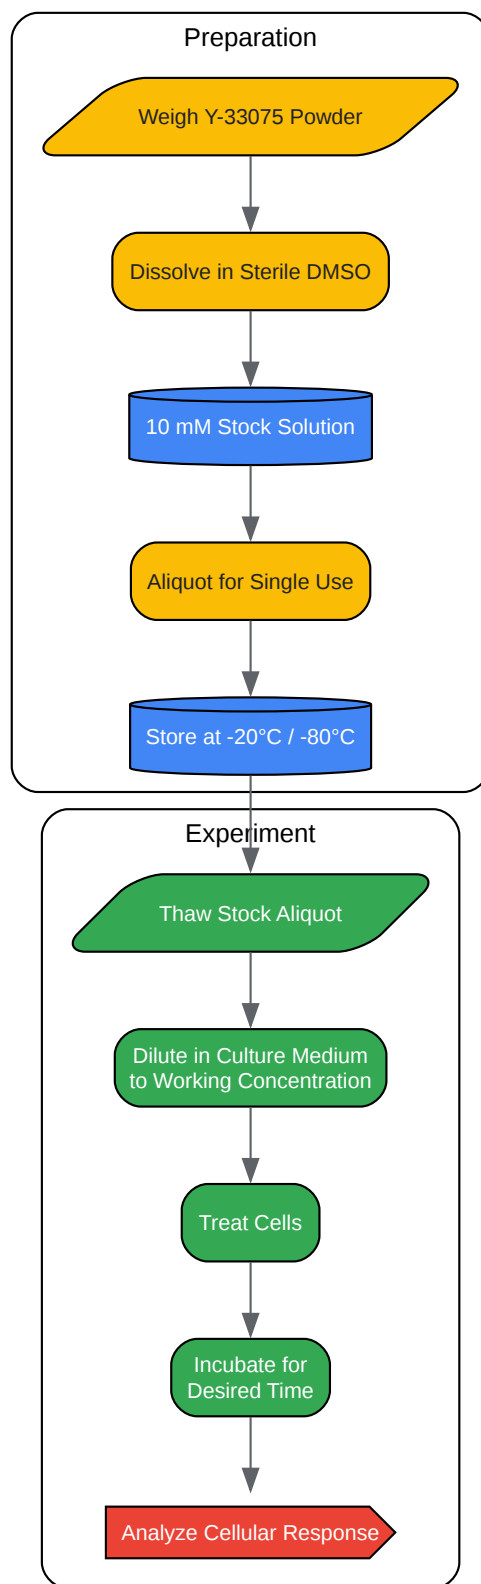 Preparation
Weigh Y-33075 Powder
Dissolve in Sterile DMSO
10 mM Stock Solution
Aliquot for Single Use
Store at -20°C / -80°C
Experiment
Thaw Stock Aliquot
Dilute in Culture Medium
to Working Concentration
Treat Cells
Incubate for
Desired Time
Analyze Cellular Response